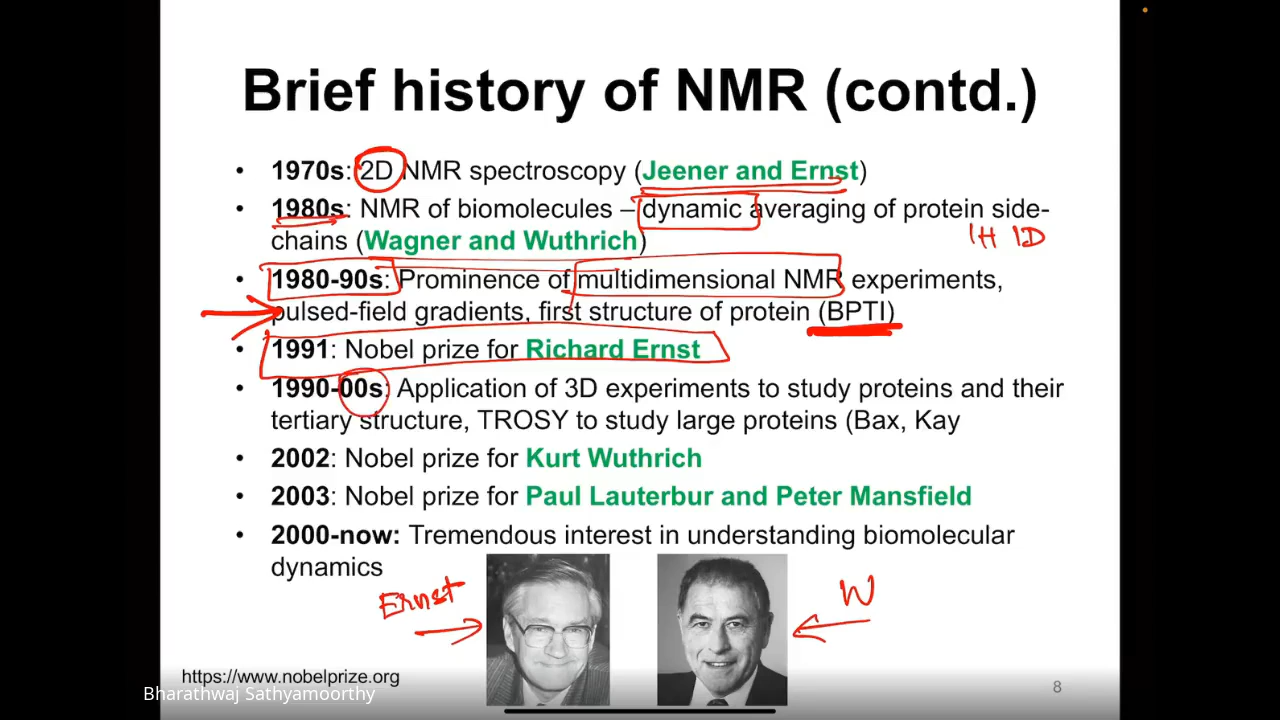 Brief history of NMR (contd.)
• 1970s: 2D NMR spectroscopy (Jeener and Ernst)
• 1980s: NMR of biomolecules – dynamic averaging of protein side-
chains (Wagner and Wuthrich)
1H 1D
• 1980-90s: Prominence of multidimensional NMR experiments,
pulsed-field gradients, first structure of protein (BPTI)
• 1991: Nobel prize for Richard Ernst
• 1990-00s: Application of 3D experiments to study proteins and their
tertiary structure, TROSY to study large proteins (Bax, Kay
• 2002: Nobel prize for Kurt Wuthrich
• 2003: Nobel prize for Paul Lauterbur and Peter Mansfield
• 2000-now: Tremendous interest in understanding biomolecular
dynamics
Ernst
W
https://www.nobelprize.org
Bharathwaj Sathyamoorthy
8